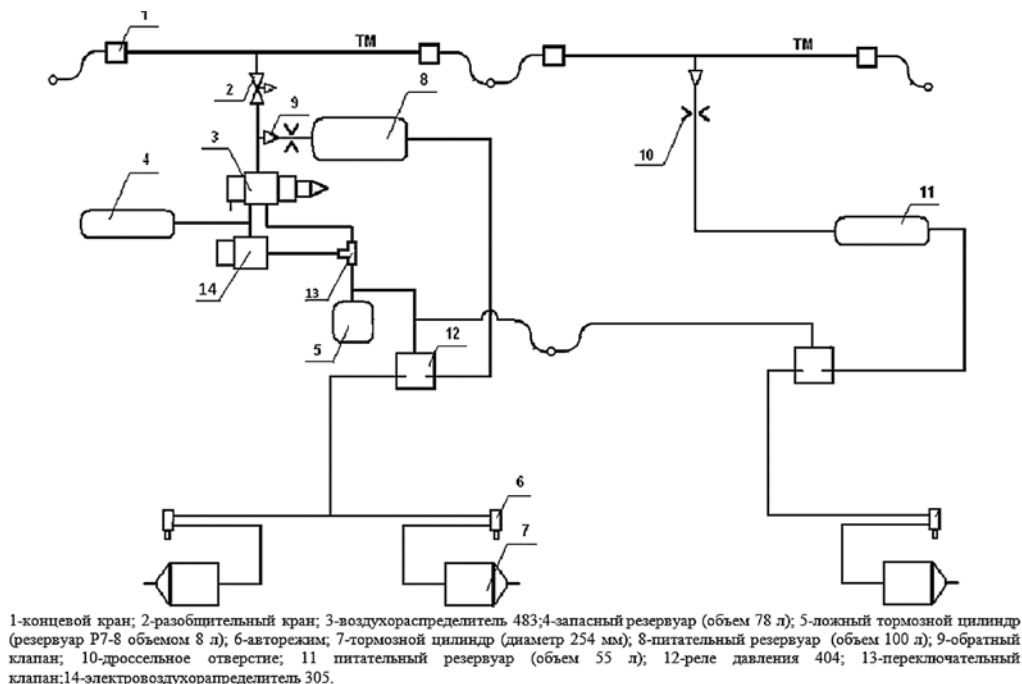 1
ТМ
ТМ
2
9
8
3
10
4
11
14
13
5
12
6
7
1-концевой кран; 2-разобщительный кран; 3-воздухораспределитель 483;4-запасный резервуар (объем 78 л); 5-ложный тормозной цилиндр
(резервуар Р7-8 объемом 8 л); 6-авторежим; 7-тормозной цилиндр (диаметр 254 мм); 8-питательный резервуар (объем 100 л); 9-обратный
клапан; 10-дроссельное отверстие; 11 питательный резервуар (объем 55 л); 12-реле давления 404; 13-переключательный
клапан;14-электровоздухорапределитель 305.